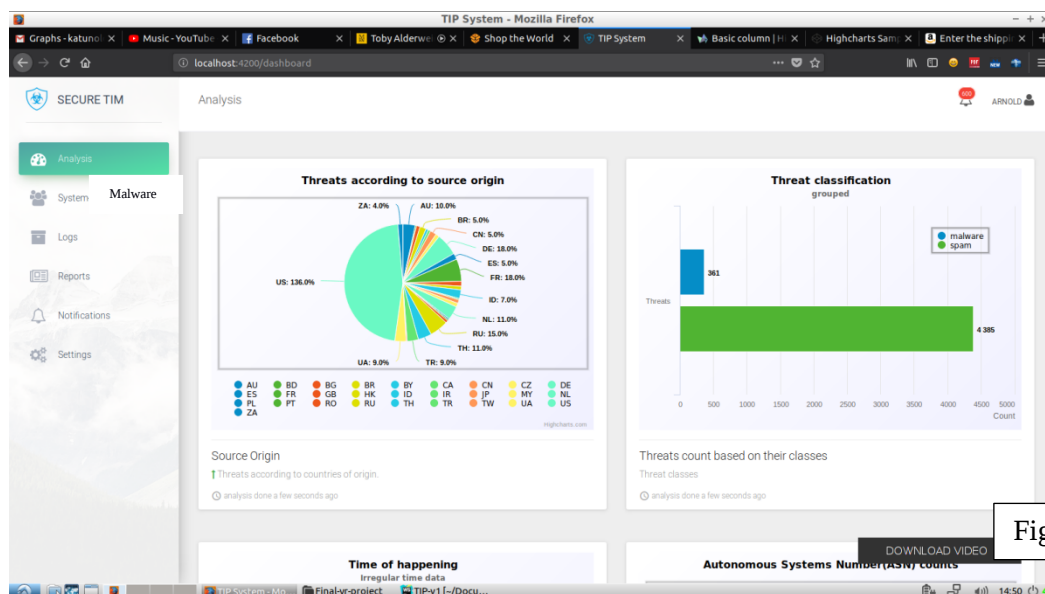 TIP System - Mozilla Firefox
Graphs - katuno
Music - YouTube
Facebook
Toby Alderwei
Shop the World
TIP System
Basic column | Hi
Highcharts Samp
Enter the shippin
localhost:4200/dashboard
SECURE TIM
Analysis
600
ARNOLD
Analysis
System
Malware
Logs
Reports
Notifications
Settings
Threats according to source origin
ZA: 4.0%
AU: 10.0%
BR: 5.0%
CN: 5.0%
DE: 18.0%
ES: 5.0%
FR: 18.0%
US: 136.0%
ID: 7.0%
NL: 11.0%
RU: 15.0%
TH: 11.0%
UA: 9.0%
TR: 9.0%
AU BD BG BR BY CA CN CZ DE
ES FR GB HK ID IR JP MY NL
PL PT RO RU TH TR TW UA US
ZA
Highcharts.com
Source Origin
Threats according to countries of origin.
analysis done a few seconds ago
Threat classification
grouped
malware
spam
361
Threats
4 385
0 500 1000 1500 2000 2500 3000 3500 4000 4500 5000
Count
Threats count based on their classes
Threat classes
analysis done a few seconds ago
Fig
DOWNLOAD VIDEO
Time of happening
Irregular time data
Autonomous Systems Number(ASN) counts
TIP System - Mo...
Final-yr-project
TIP-v1 [~/Docu...
14:50